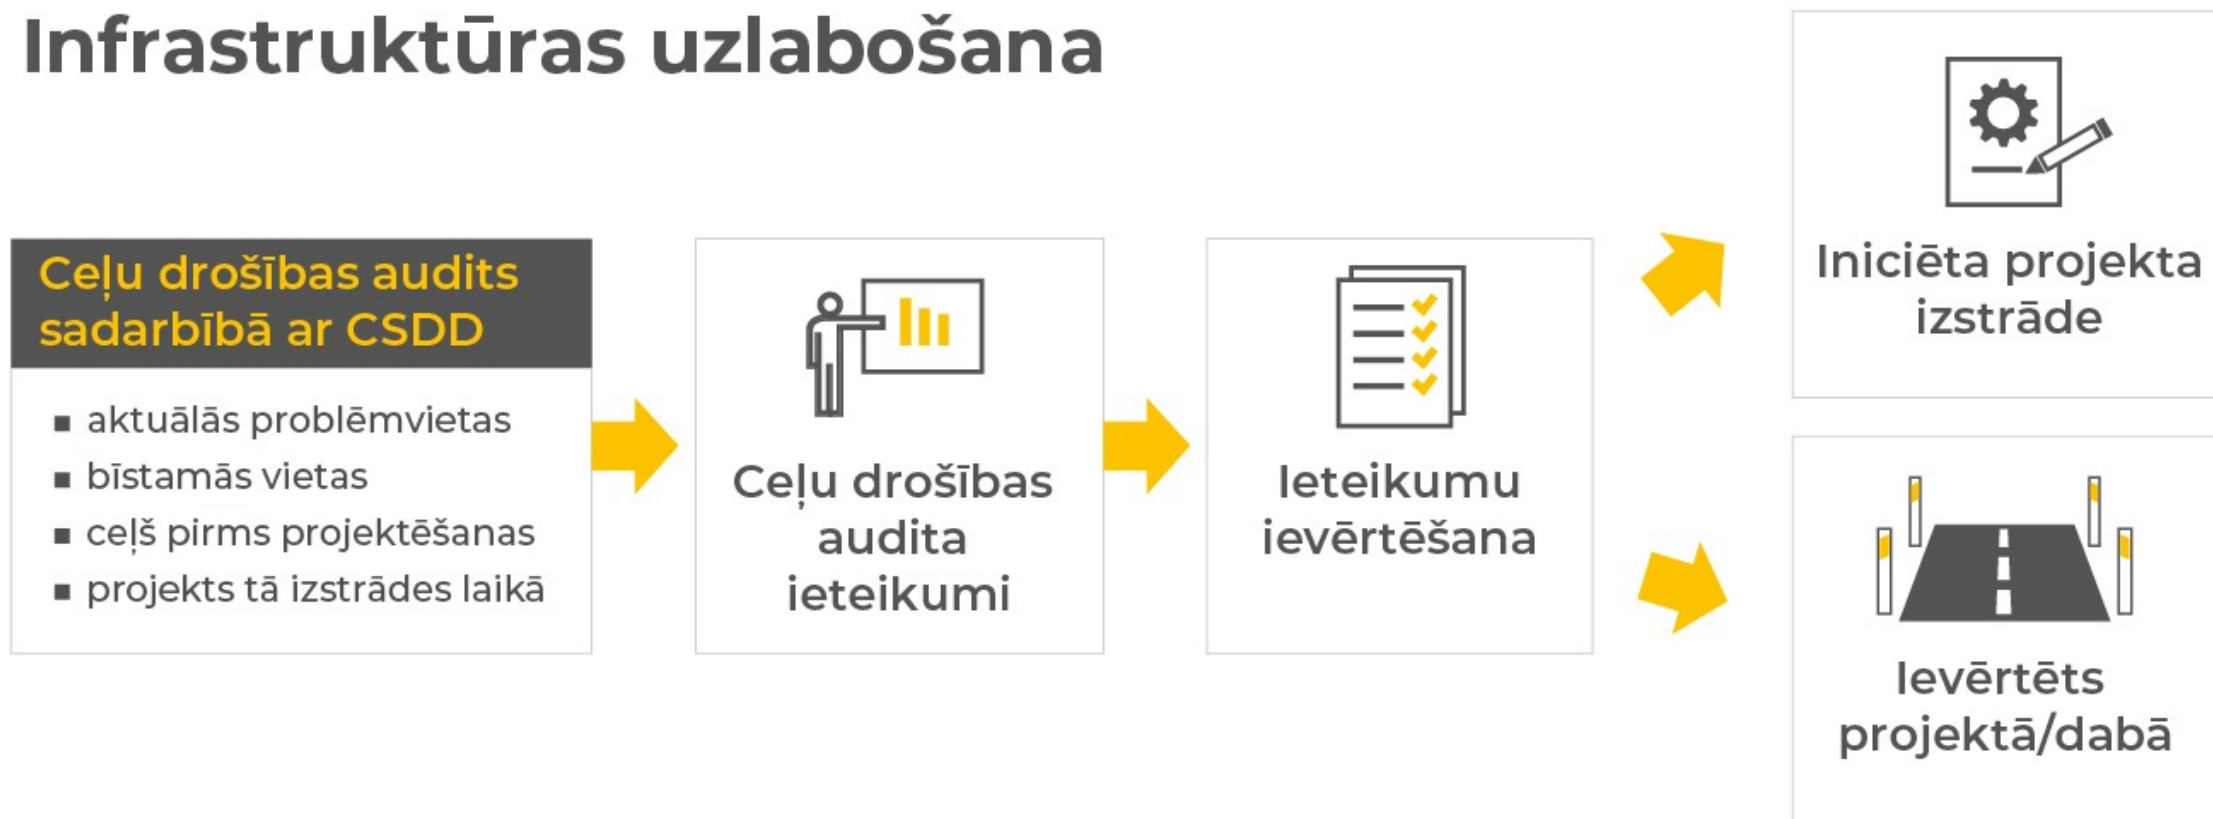 Infrastruktūras uzlabošana
Ceļu drošības audits
sadarbībā ar CSDD
▪ aktuālās problēmvietas
▪ bīstamās vietas
▪ ceļš pirms projektēšanas
▪ projekts tā izstrādes laikā
Ceļu drošības
audita
ieteikumi
Ieteikumu
ievērtēšana
Iniciēta projekta
izstrāde
Ievērtēts
projektā/dabā